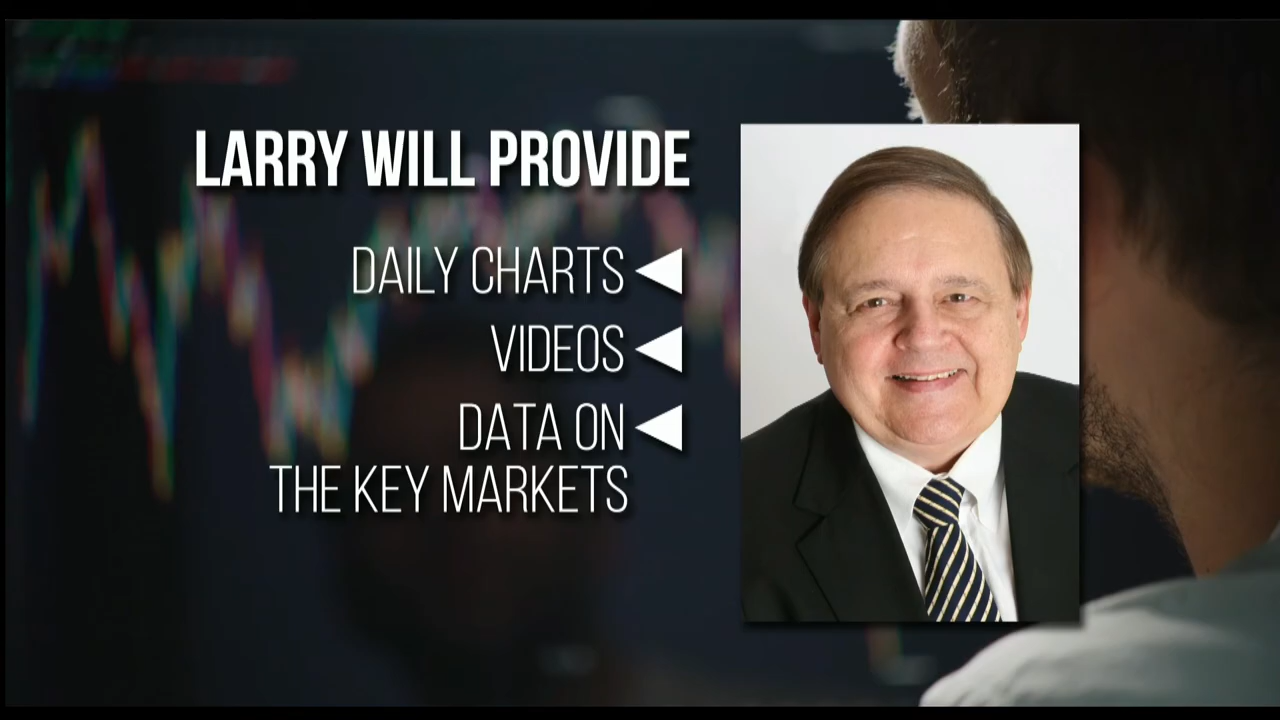 LARRY WILL PROVIDE
DAILY CHARTS
VIDEOS
DATA ON
THE KEY MARKETS